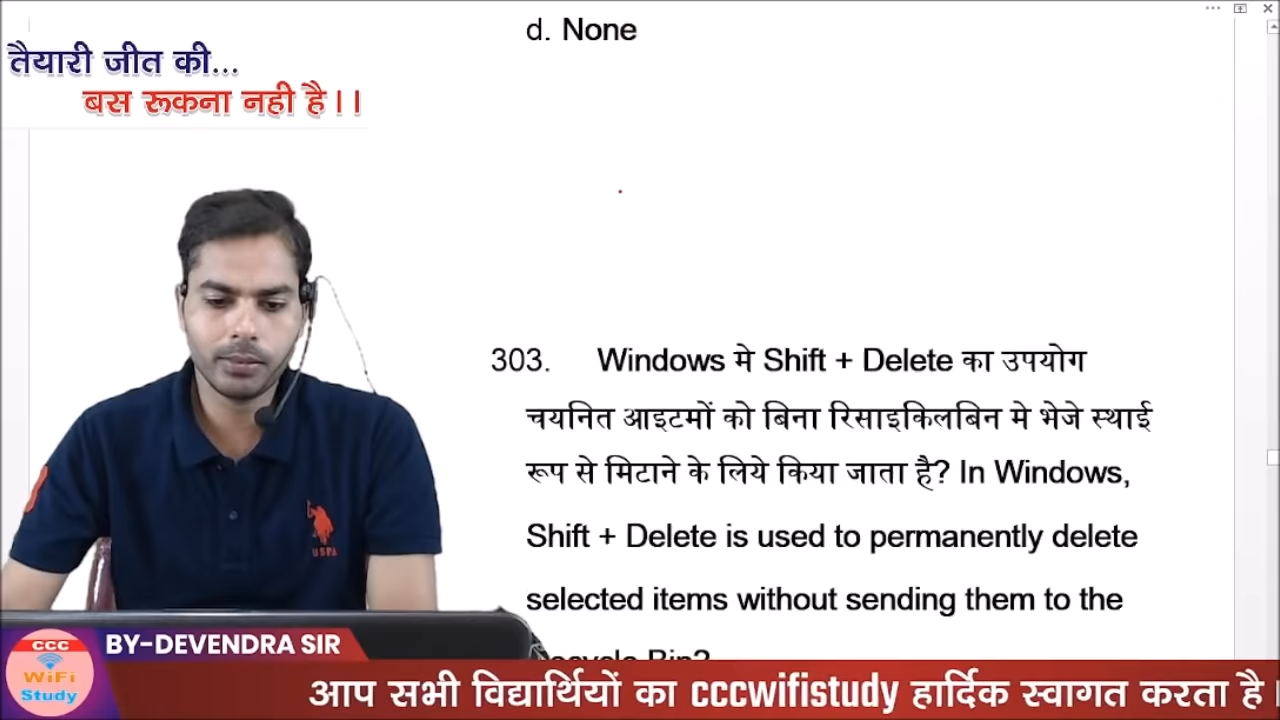 d. None
तैयारी जीत की...
बस रूकना नही है।।
303. Windows मे Shift + Delete का उपयोग
चयनित आइटमों को बिना रिसाइकिलबिन मे भेजे स्थाई
रूप से मिटाने के लिये किया जाता है? In Windows,
Shift + Delete is used to permanently delete
selected items without sending them to the
Bin?
USPA
CCC
WiFi
Study
BY-DEVENDRA SIR
आप सभी विद्यार्थियों का cccwifistudy हार्दिक स्वागत करता है।